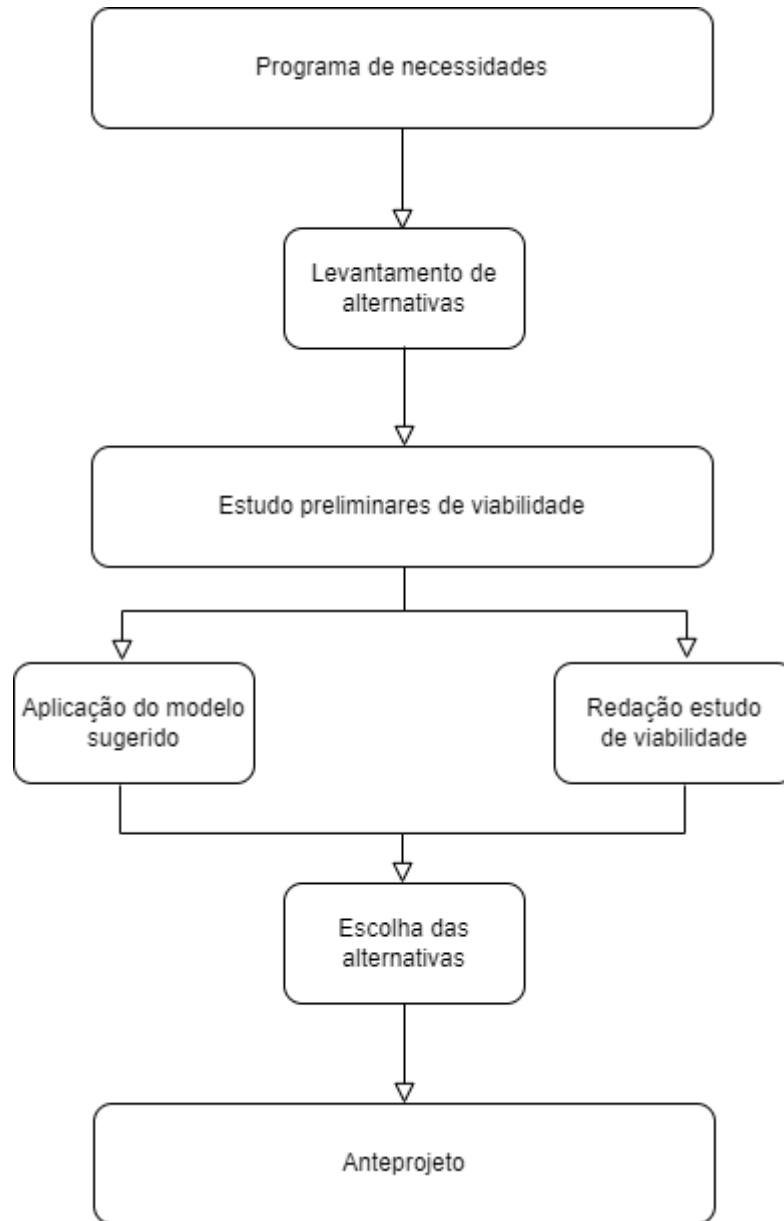 Programa de necessidades
Levantamento de
alternativas
Estudo preliminares de viabilidade
Aplicação do modelo
sugerido
Redação estudo
de viabilidade
Escolha das
alternativas
Anteprojeto